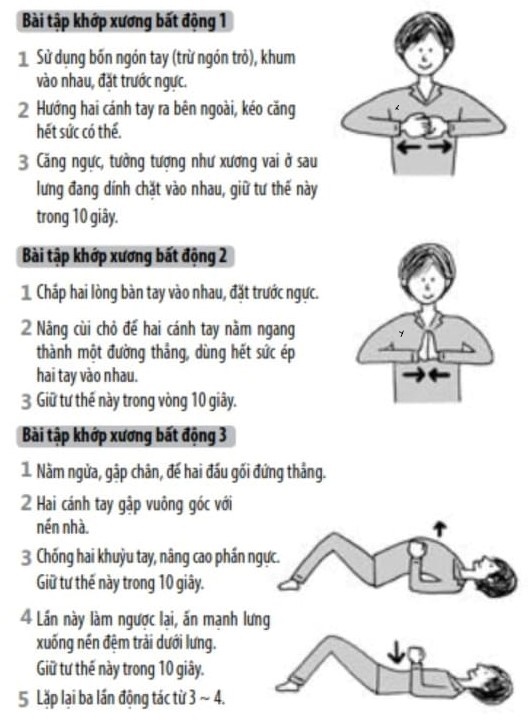 Bài tập khớp xương bất động 1
1 Sử dụng bốn ngón tay (trừ ngón trỏ), khum
vào nhau, đặt trước ngực.
2 Hướng hai cánh tay ra bên ngoài, kéo căng
hết sức có thể.
3 Căng ngực, tưởng tượng như xương vai ở sau
lưng đang dính chặt vào nhau, giữ tư thế này
trong 10 giây.
Bài tập khớp xương bất động 2
1 Chắp hai lòng bàn tay vào nhau, đặt trước ngực.
2 Nâng cùi chỏ để hai cánh tay nằm ngang
thành một đường thẳng, dùng hết sức ép
hai tay vào nhau.
3 Giữ tư thế này trong vòng 10 giây.
Bài tập khớp xương bất động 3
1 Nằm ngửa, gập chân, để hai đầu gối đứng thẳng.
2 Hai cánh tay gập vuông góc với
nền nhà.
3 Chống hai khuỷu tay, nâng cao phần ngực.
Giữ tư thế này trong 10 giây.
4 Lần này làm ngược lại, ấn mạnh lưng
xuống nền đệm trải dưới lưng.
Giữ tư thế này trong 10 giây.
5 Lặp lại ba lần động tác từ 3 ~ 4.